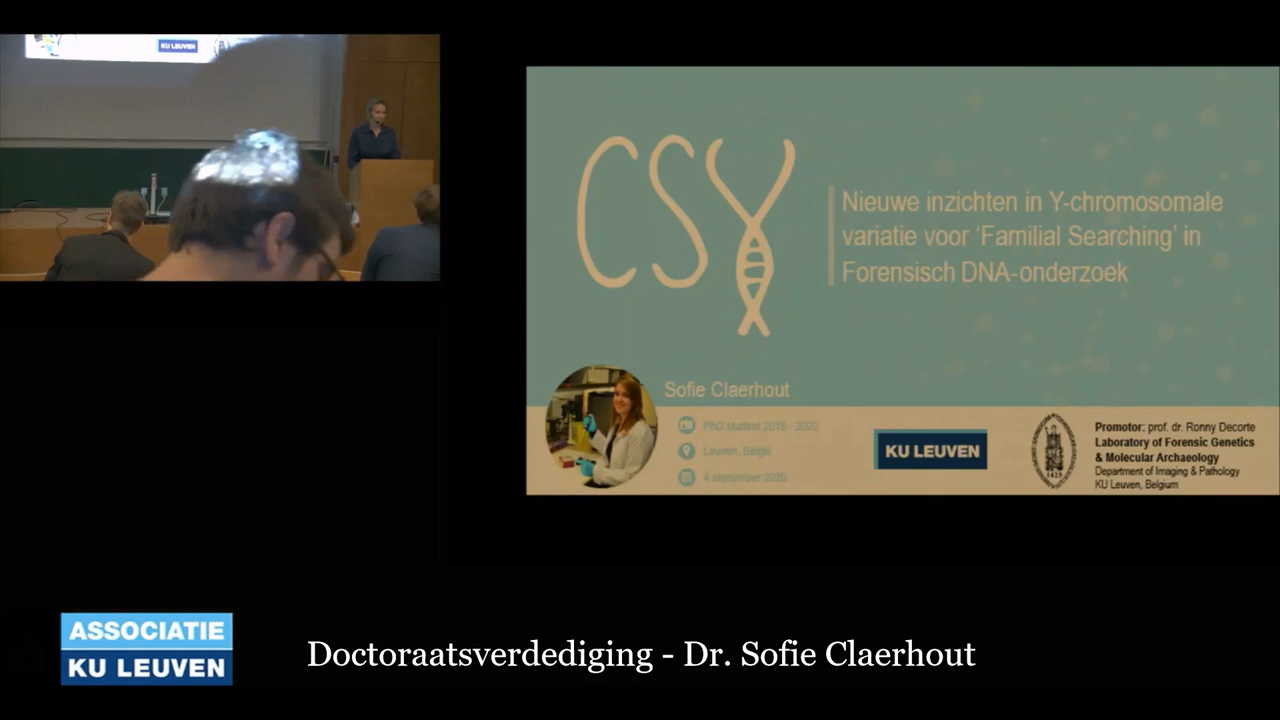 KU LEUVEN
CSY
Nieuwe inzichten in Y-chromosomale
variatie voor ‘Familial Searching’ in
Forensisch DNA-onderzoek
Sofie Claerhout
PhD student 2016 - 2020
Leuven, België
4 september 2020
KU LEUVEN
1425
Promotor: prof. dr. Ronny Decorte
Laboratory of Forensic Genetics
& Molecular Archaeology
Department of Imaging & Pathology
KU Leuven, Belgium
ASSOCIATIE
KU LEUVEN
Doctoraatsverdediging - Dr. Sofie Claerhout